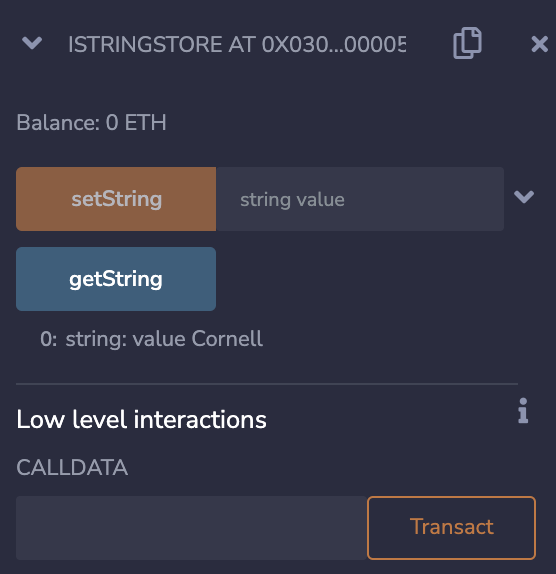 ISTRINGSTORE AT 0X030...00005
Balance: 0 ETH
setString string value
getString
0: string: value Cornell
Low level interactions
CALLDATA
Transact